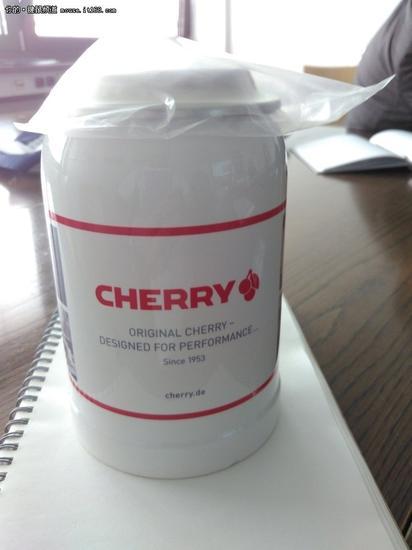 你的·键鼠频道 mouse.it168.com
CHERRY
ORIGINAL CHERRY –
DESIGNED FOR PERFORMANCE...
Since 1953
cherry.de